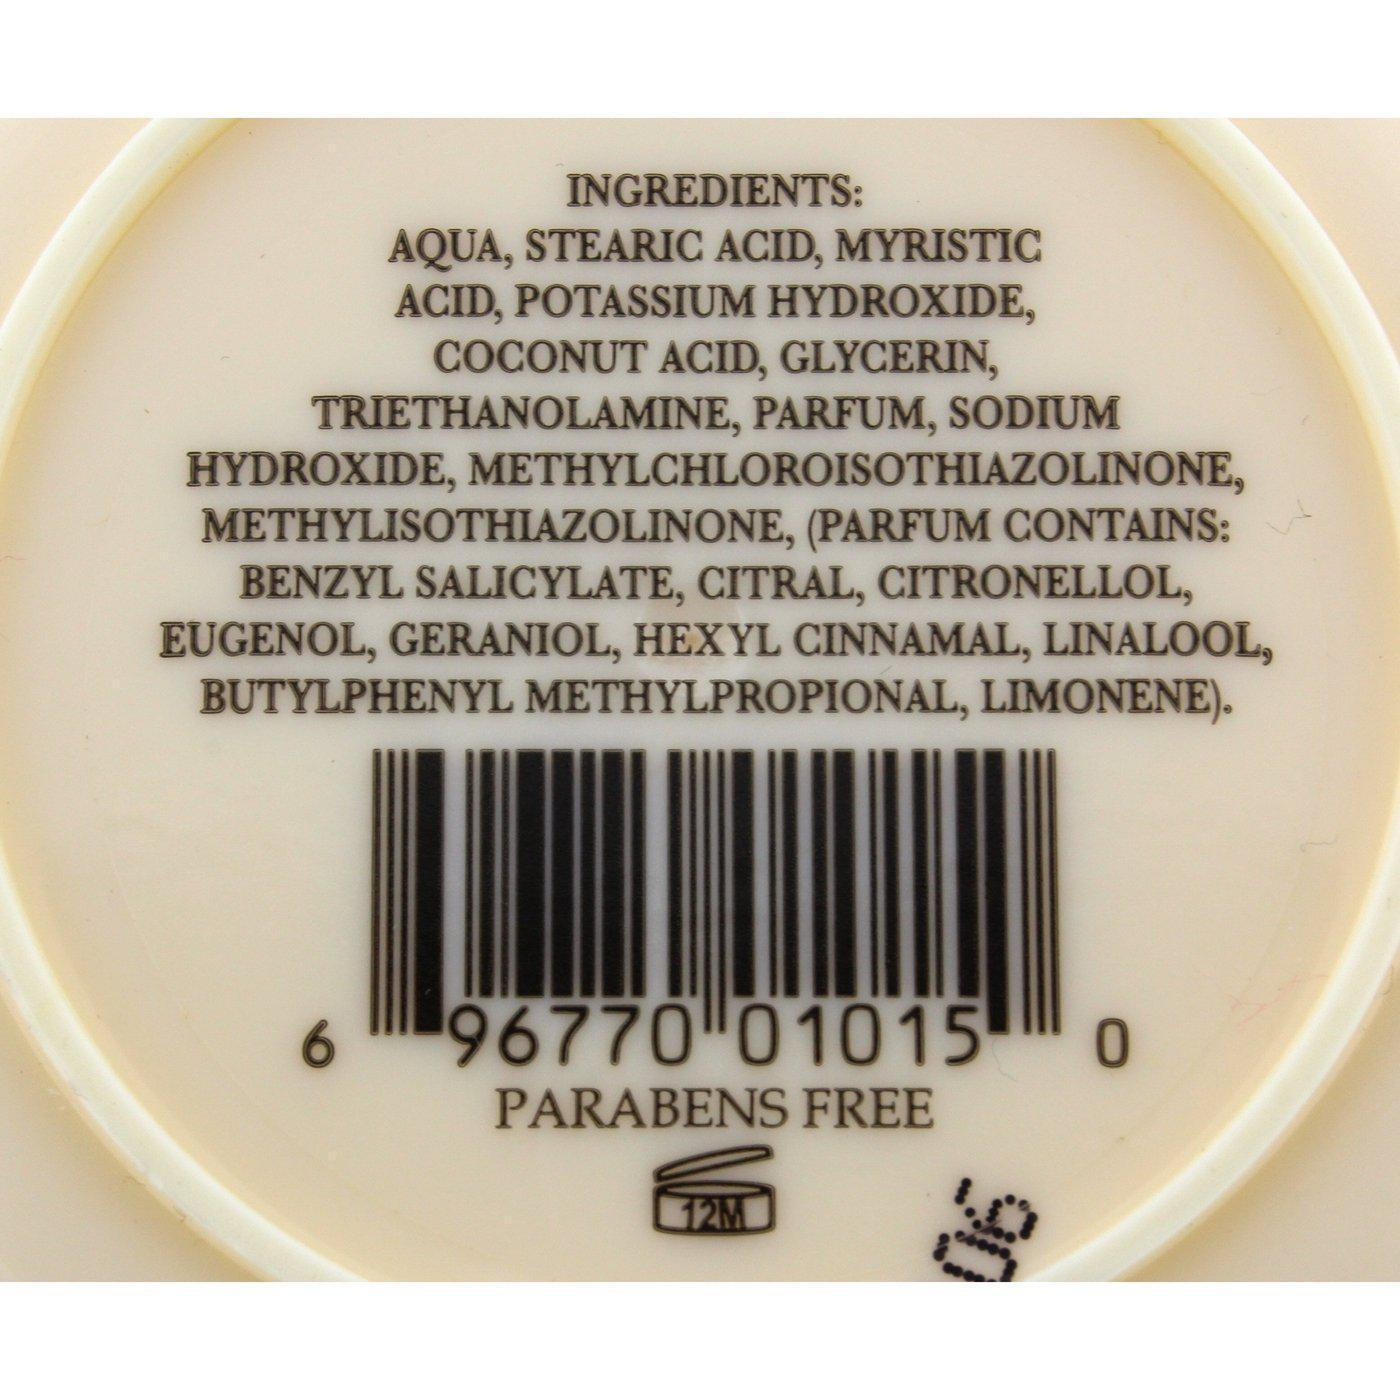 INGREDIENTS:
AQUA, STEARIC ACID, MYRISTIC
ACID, POTASSIUM HYDROXIDE,
COCONUT ACID, GLYCERIN,
TRIETHANOLAMINE, PARFUM, SODIUM
HYDROXIDE, METHYLCHLOROISOTHIAZOLINONE,
METHYLISOTHIAZOLINONE, (PARFUM CONTAINS:
BENZYL SALICYLATE, CITRAL, CITRONELLOL,
EUGENOL, GERANIOL, HEXYL CINNAMAL, LINALOOL,
BUTYLPHENYL METHYLPROPIONAL, LIMONENE).
6 96770 01015 0
PARABENS FREE
12M